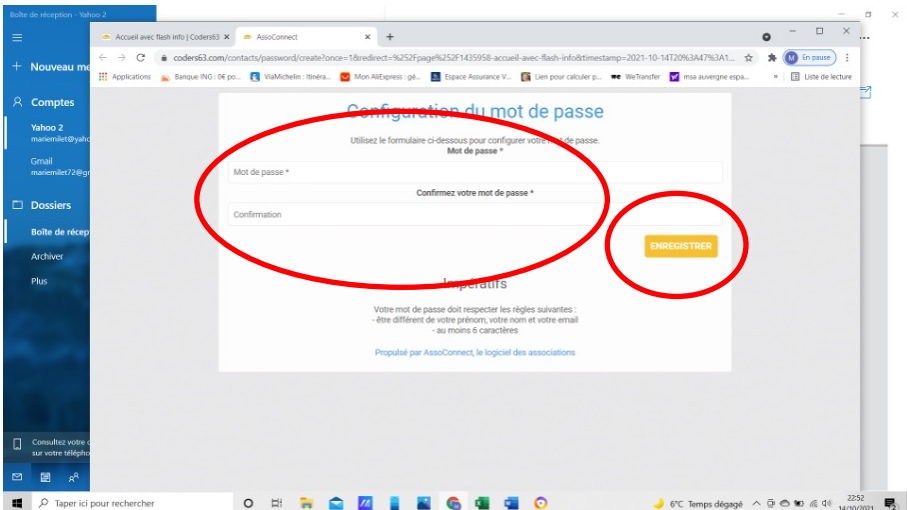 Boîte de réception - Yahoo 2
Accueil avec flash info | Coders63
AssoConnect
coders63.com/contacts/password/create?once=1&redirect=%252Fpage%252F1435958-accueil-avec-flash-info&timestamp=2021-10-14T20%3A47%3A1...
M En pause
Applications
Banque ING : 0€ po...
ViaMichelin : Itinéra...
Mon AliExpress : gé...
Espace Assurance V...
Lien pour calculer p...
we WeTransfer
msa auvergne espa...
»
Liste de lecture
+ Nouveau me
Comptes
Yahoo 2
mariemilet@yaho
Gmail
mariemilet72@g
Dossiers
Boîte de récep
Archiver
Plus
Consultez votre c
sur votre télépho
Configuration du mot de passe
Utilisez le formulaire ci-dessous pour configurer votre mot de passe.
Mot de passe *
Mot de passe *
Confirmez votre mot de passe *
Confirmation
ENREGISTRER
Impératifs
Votre mot de passe doit respecter les règles suivantes :
- être différent de votre prénom, votre nom et votre email
- au moins 6 caractères
Propulsé par AssoConnect, le logiciel des associations
Taper ici pour rechercher
6°C Temps dégagé
22:52
14/10/2021